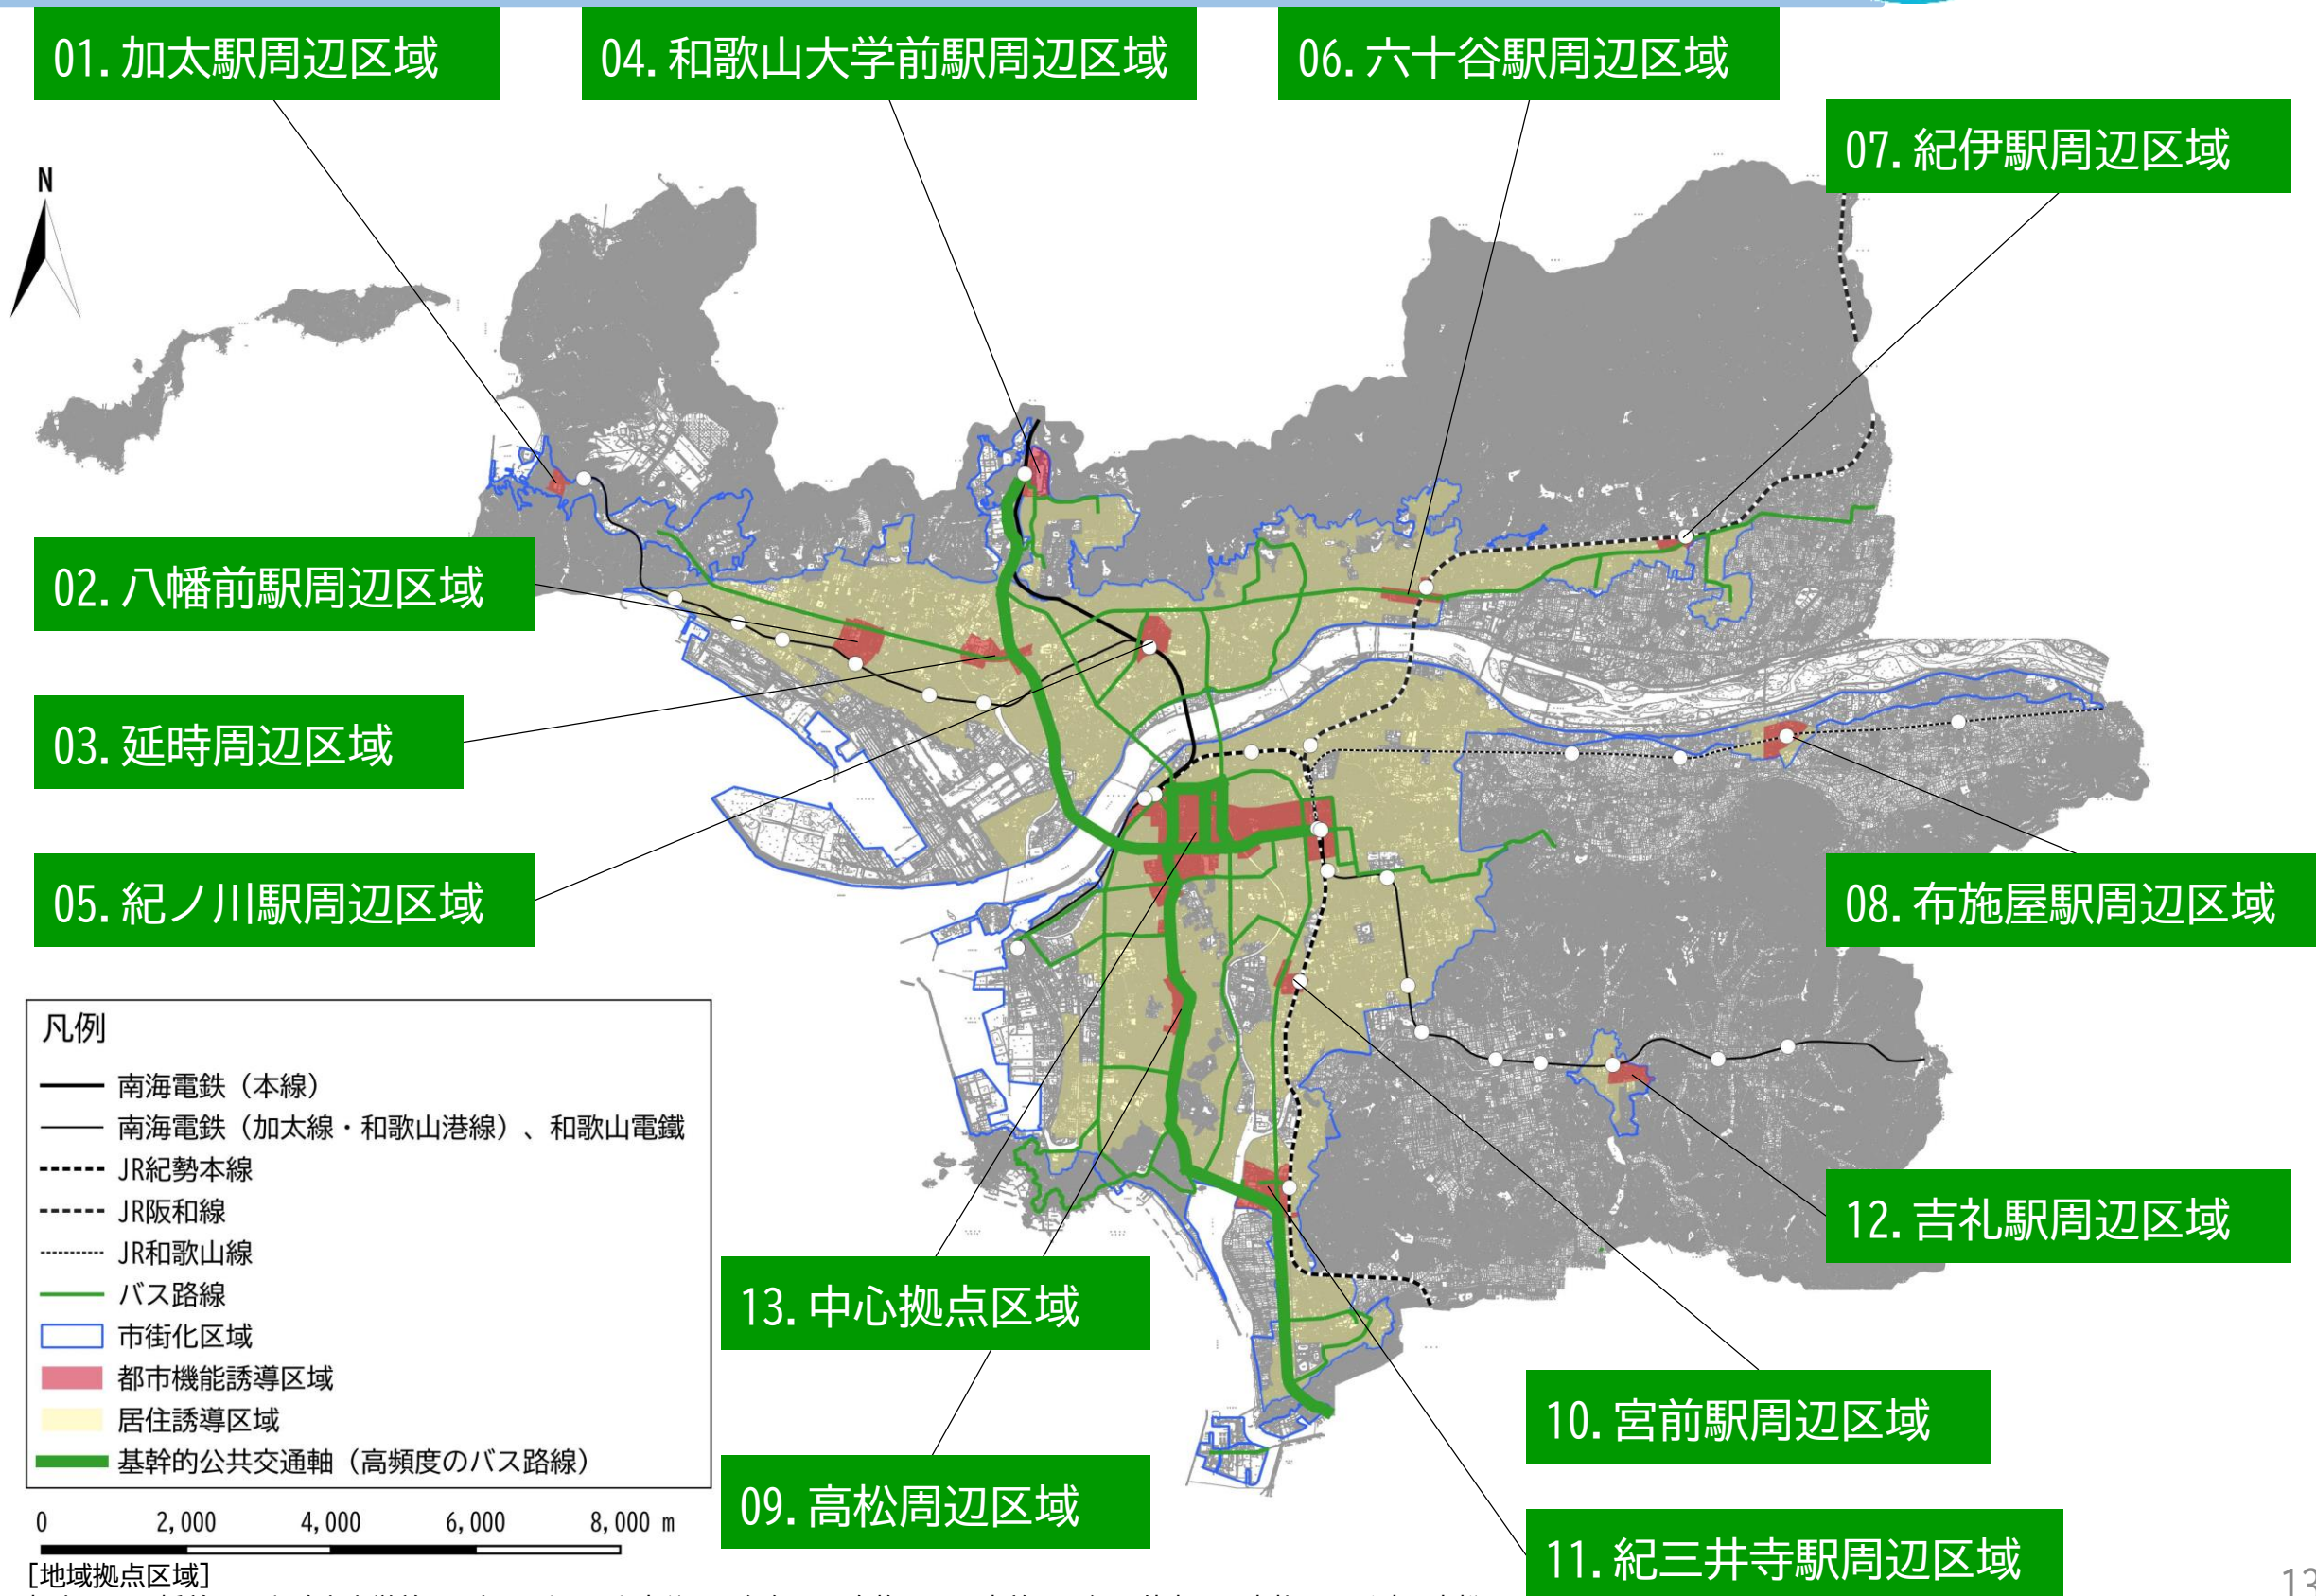 01.加太駅周辺区域
04.和歌山大学前駅周辺区域
06.六十谷駅周辺区域
07.紀伊駅周辺区域
N
02.八幡前駅周辺区域
03.延時周辺区域
05.紀ノ川駅周辺区域
08.布施屋駅周辺区域
凡例
南海電鉄（本線）
南海電鉄（加太線・和歌山港線）、和歌山電鐵
JR紀勢本線
JR阪和線
JR和歌山線
バス路線
市街化区域
都市機能誘導区域
居住誘導区域
基幹的公共交通軸（高頻度のバス路線）
12.吉礼駅周辺区域
13.中心拠点区域
10.宮前駅周辺区域
09.高松周辺区域
11.紀三井寺駅周辺区域
0 2,000 4,000 6,000 8,000 m
[地域拠点区域]
13